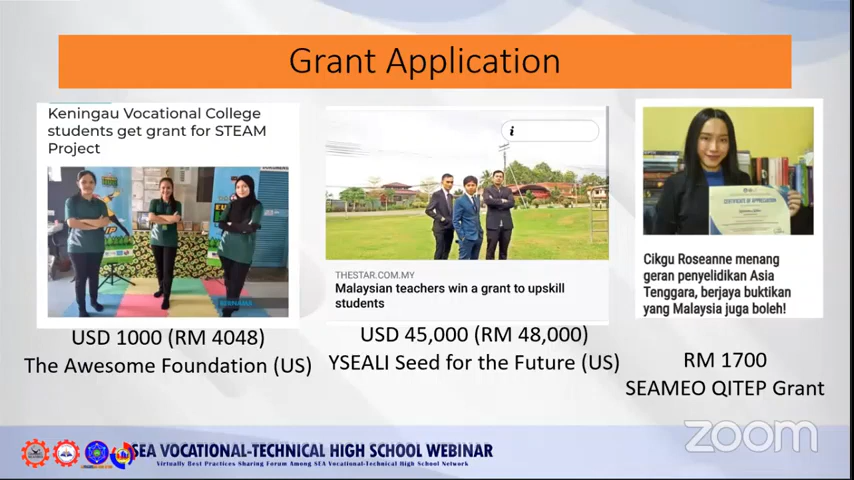 Grant Application
Keningau Vocational College
students get grant for STEAM
Project
USD 1000 (RM 4048)
The Awesome Foundation (US)
i
THESTAR.COM.MY
Malaysian teachers win a grant to upskill
students
USD 45,000 (RM 48,000)
YSEALI Seed for the Future (US)
CERTIFICATE OF APPRECIATION
Cikgu Roseanne menang
geran penyelidikan Asia
Tenggara, berjaya buktikan
yang Malaysia juga boleh!
RM 1700
SEAMEO QITEP Grant
zoom
SEA VOCATIONAL-TECHNICAL HIGH SCHOOL WEBINAR
Virtually Best Practices Sharing Forum Among SEA Vocational-Technical High School Network